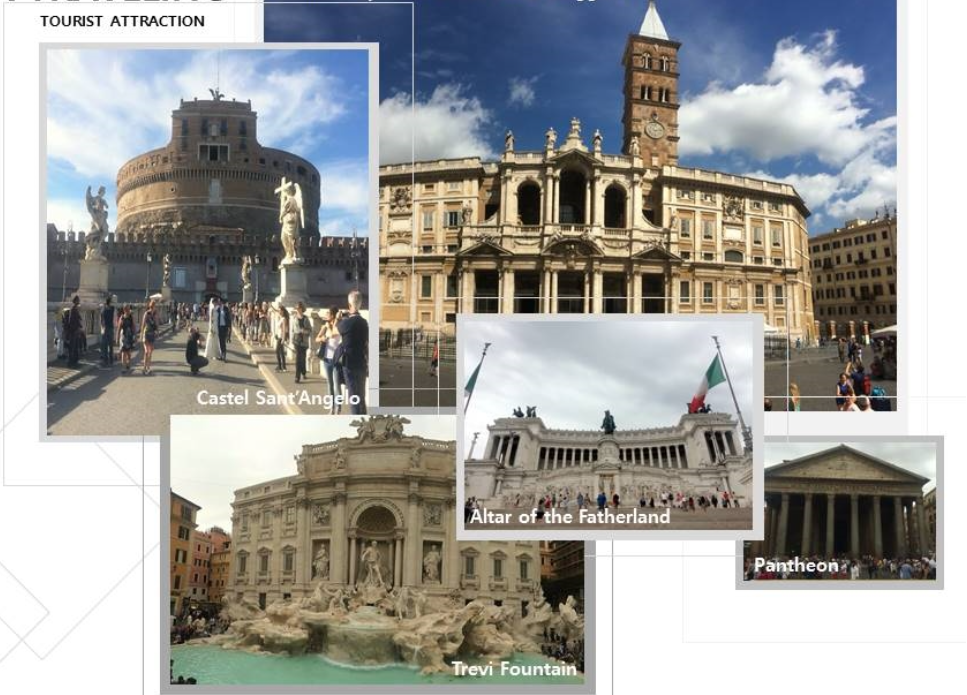 TOURIST ATTRACTION
Castel Sant'Angelo
Altar of the Fatherland
Pantheon
Trevi Fountain